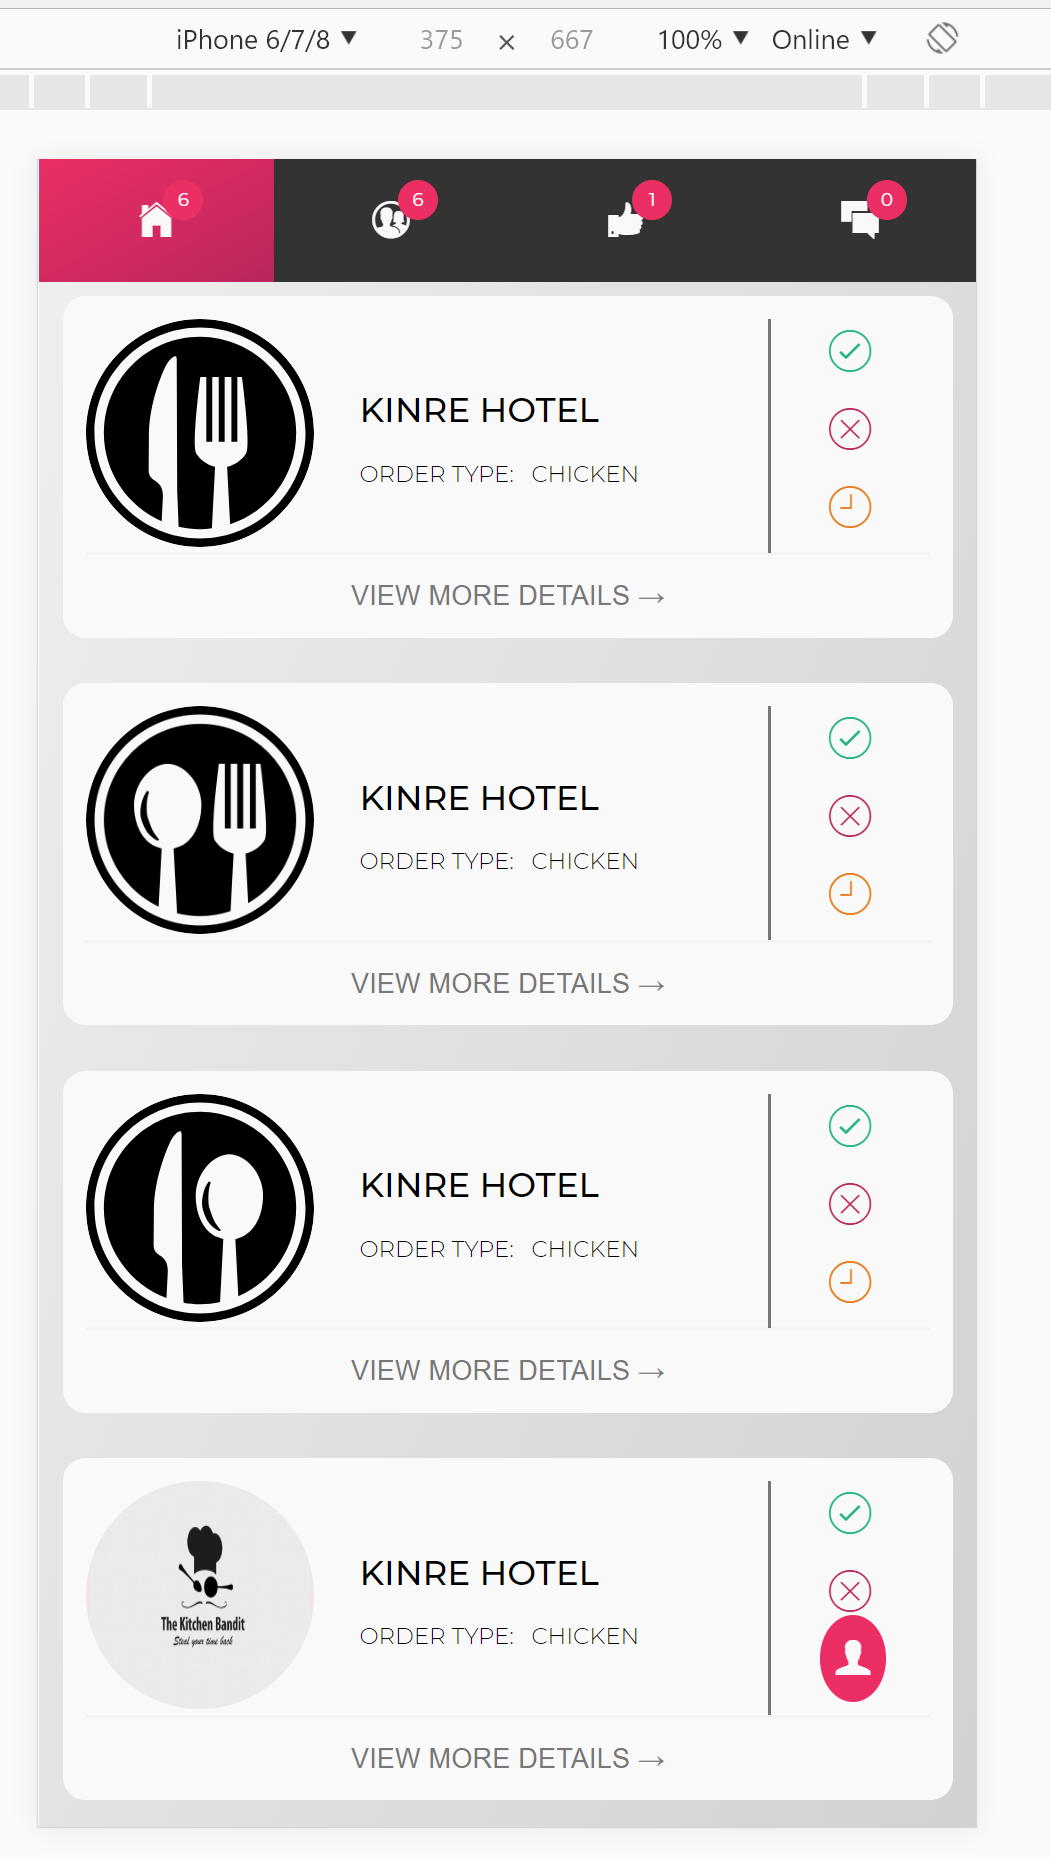 iPhone 6/7/8 ▼ 375 × 667 100% ▼ Online ▼
6 6 1 0
KINRE HOTEL
ORDER TYPE: CHICKEN
VIEW MORE DETAILS →
KINRE HOTEL
ORDER TYPE: CHICKEN
VIEW MORE DETAILS →
KINRE HOTEL
ORDER TYPE: CHICKEN
VIEW MORE DETAILS →
The Kitchen Bandit
Steal your time back
KINRE HOTEL
ORDER TYPE: CHICKEN
VIEW MORE DETAILS →